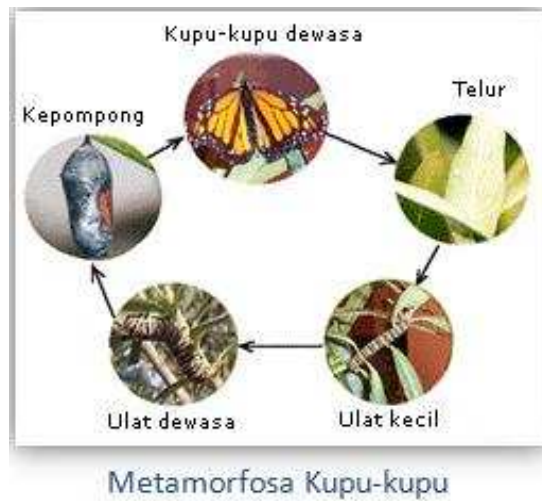 Kupu-kupu dewasa
Telur
Kepompong
Ulat dewasa
Ulat kecil
Metamorfosa Kupu-kupu